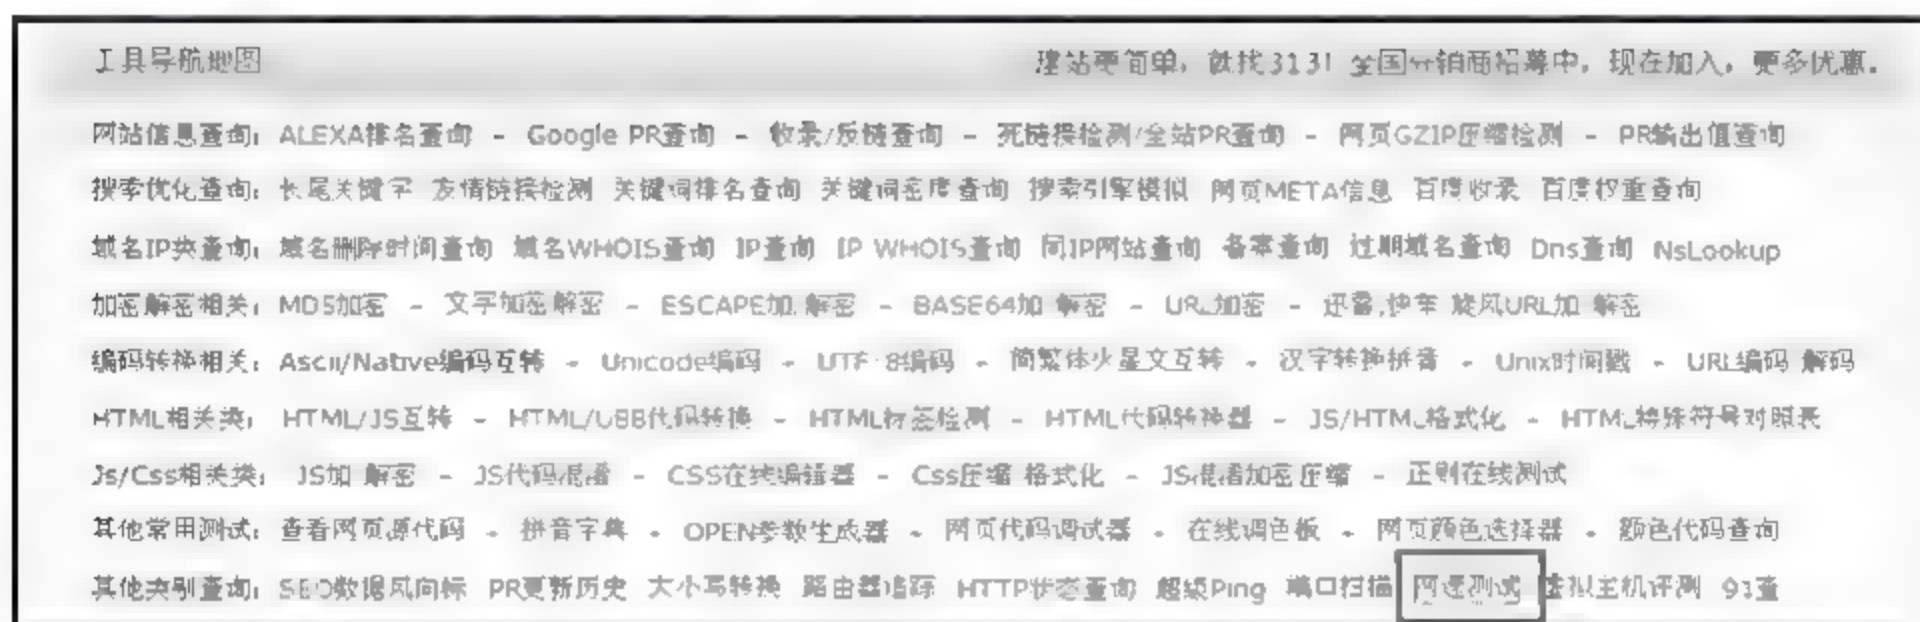 工具导航地图
建站更简单，就找3131 全国分销商招募中，现在加入，更多优惠。
网站信息查询：ALEXA排名查询 - Google PR查询 - 收录/反链查询 - 死链接检测/全站PR查询 - 网页GZIP压缩检测 - PR输出值查询
搜索优化查询：长尾关键字 友情链接检测 关键词排名查询 关键词密度查询 搜索引擎模拟 网页META信息 百度收录 百度权重查询
域名IP类查询：域名删除时间查询 域名WHOIS查询 IP查询 IP WHOIS查询 同IP网站查询 备案查询 过期域名查询 Dns查询 NsLookup
加密解密相关：MD5加密 - 文字加密解密 - ESCAPE加 解密 - BASE64加 解密 - URL加密 - 迅雷,快车 旋风URL加 解密
编码转换相关：Ascii/Native编码互转 - Unicode编码 - UTF-8编码 - 简繁体火星文互转 - 汉字转换拼音 - Unix时间戳 - URL编码 解码
HTML相关类：HTML/JS互转 - HTML/UBB代码转换 - HTML标签检测 - HTML代码转换器 - JS/HTML格式化 - HTML特殊符号对照表
Js/Css相关类：JS加 解密 - JS代码混淆 - CSS在线编辑器 - Css压缩 格式化 - JS混淆加密压缩 - 正则在线测试
其他常用测试：查看网页源代码 - 拼音字典 - OPEN参数生成器 - 网页代码调试器 - 在线调色板 - 网页颜色选择器 - 颜色代码查询
其他类别查询：SEO数据风向标 PR更新历史 大小写转换 路由器追踪 HTTP状态查询 超级Ping 端口扫描 网速测试 虚拟主机评测 91查